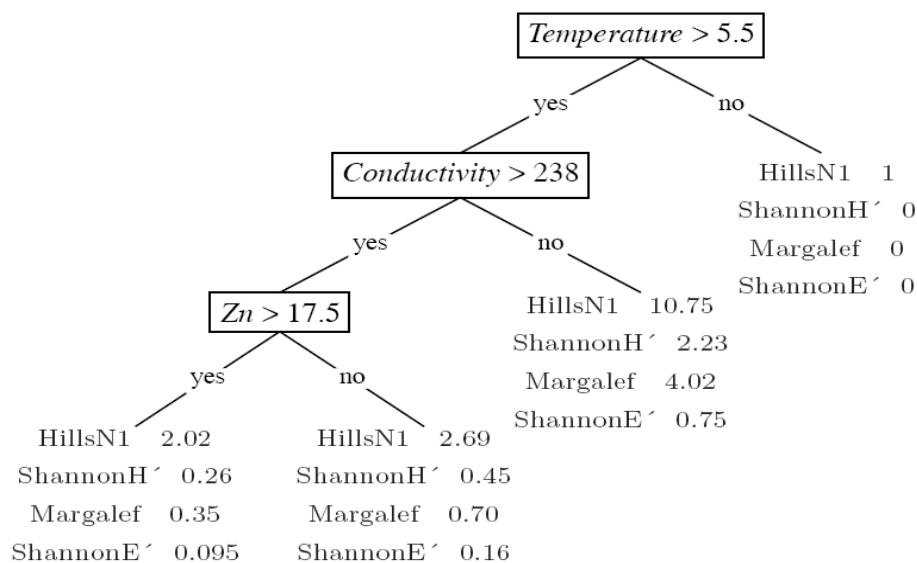 Temperature > 5.5
yes
no
Conductivity > 238
HillsN1 1
ShannonH´ 0
Margalef 0
ShannonE´ 0
yes
no
Zn > 17.5
HillsN1 10.75
ShannonH´ 2.23
Margalef 4.02
ShannonE´ 0.75
yes
no
HillsN1 2.02
ShannonH´ 0.26
Margalef 0.35
ShannonE´ 0.095
HillsN1 2.69
ShannonH´ 0.45
Margalef 0.70
ShannonE´ 0.16